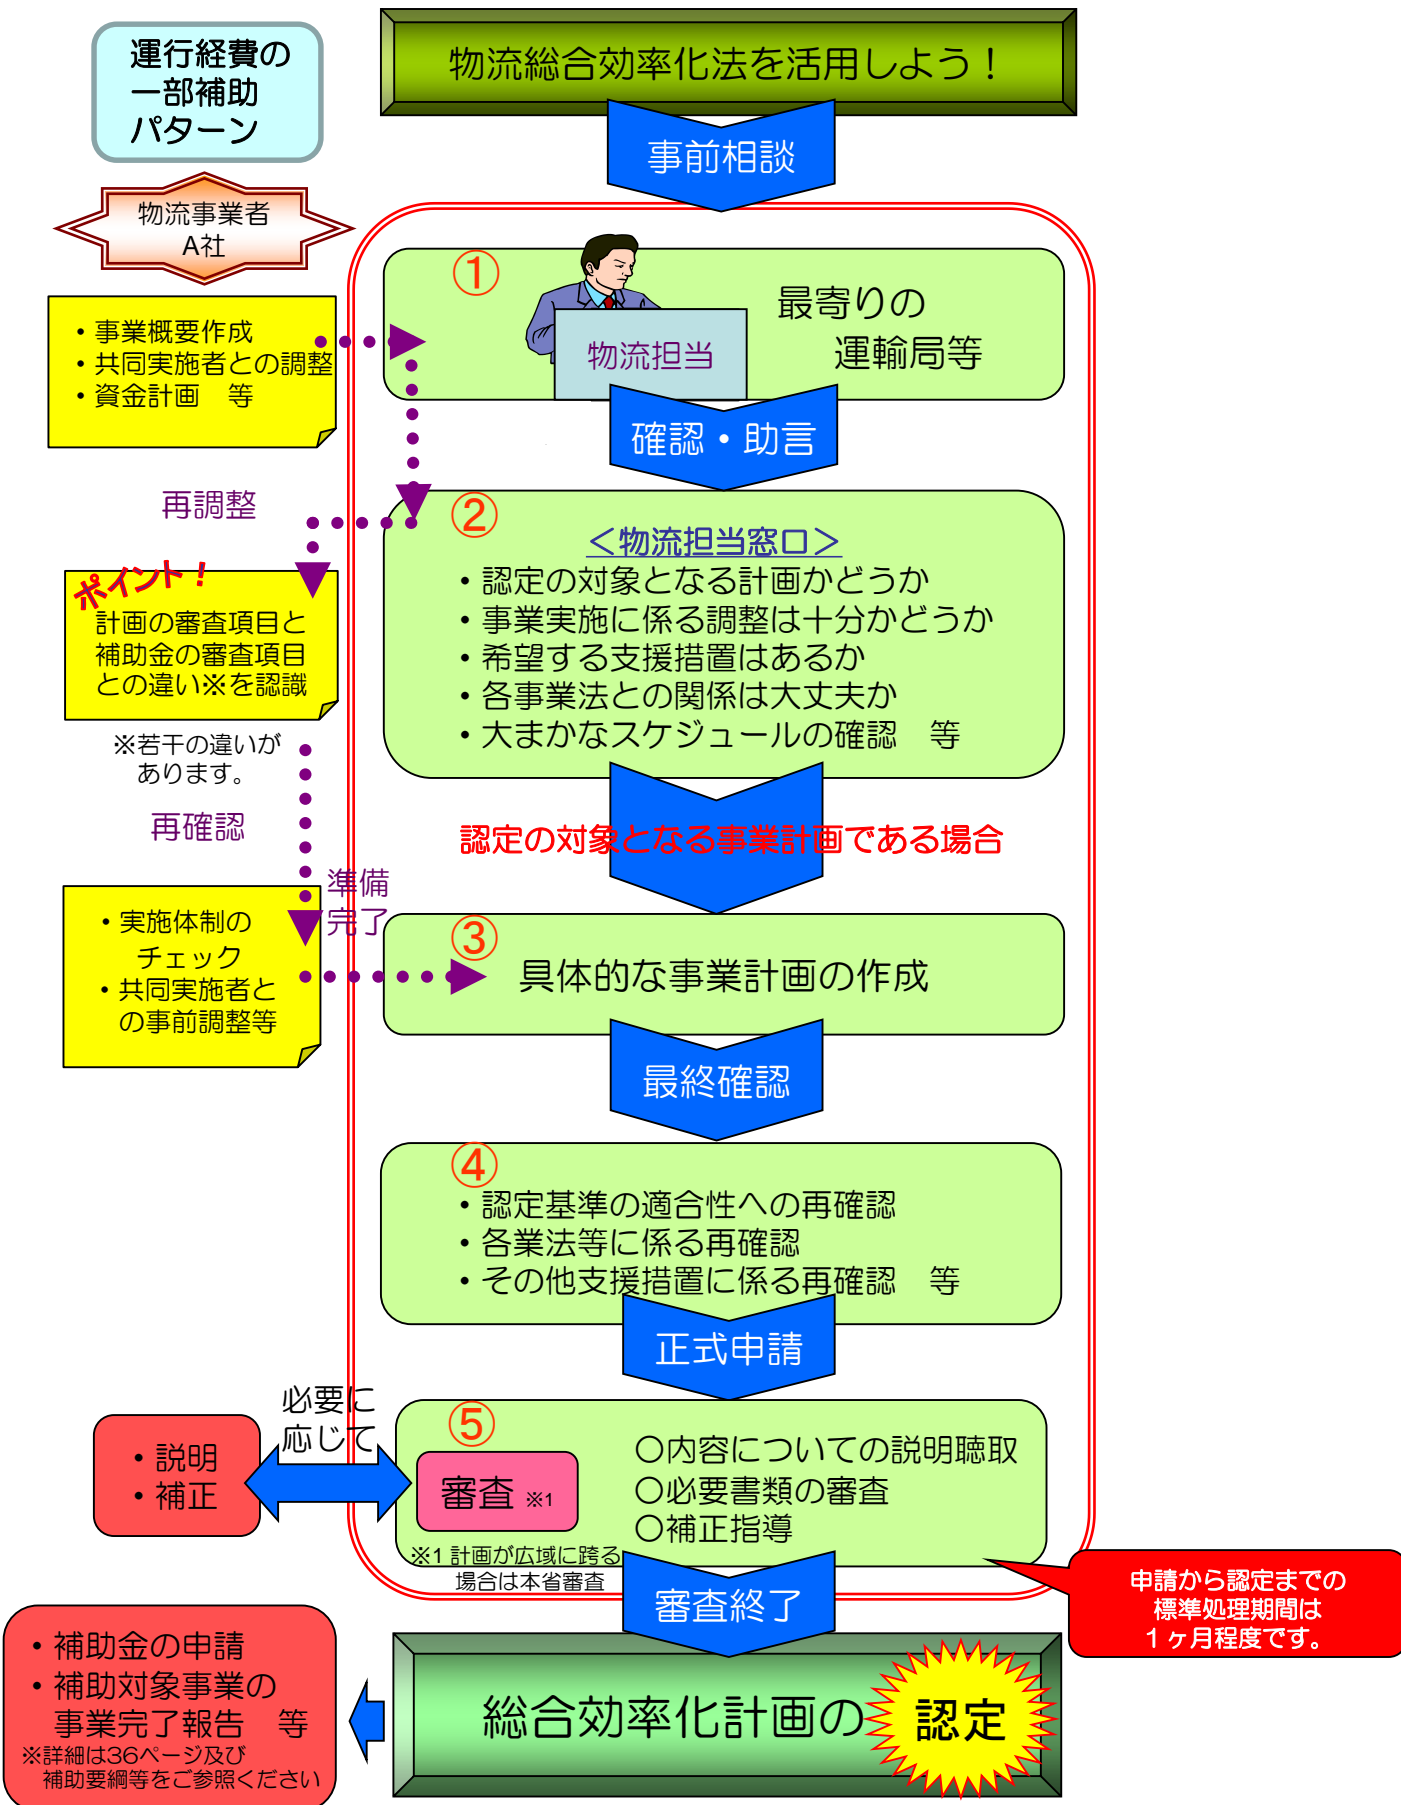 運行経費の
一部補助
パターン
物流総合効率化法を活用しよう！
事前相談
物流事業者
A社
・事業概要作成
・共同実施者との調整
・資金計画　等
①
物流担当
最寄りの
運輸局等
確認・助言
再調整
②
＜物流担当窓口＞
・認定の対象となる計画かどうか
・事業実施に係る調整は十分かどうか
・希望する支援措置はあるか
・各事業法との関係は大丈夫か
・大まかなスケジュールの確認　等
ポイント！
計画の審査項目と
補助金の審査項目
との違い※を認識
※若干の違いが
あります。
再確認
認定の対象となる事業計画である場合
準備
完了
・実施体制の
チェック
・共同実施者と
の事前調整等
③
具体的な事業計画の作成
最終確認
④
・認定基準の適合性への再確認
・各業法等に係る再確認
・その他支援措置に係る再確認　等
正式申請
必要に
応じて
・説明
・補正
⑤
審査 ※1
○内容についての説明聴取
○必要書類の審査
○補正指導
※1 計画が広域に跨る
場合は本省審査
審査終了
申請から認定までの
標準処理期間は
１ヶ月程度です。
・補助金の申請
・補助対象事業の
事業完了報告　等
※詳細は36ページ及び
補助要綱等をご参照ください
総合効率化計画の
認定